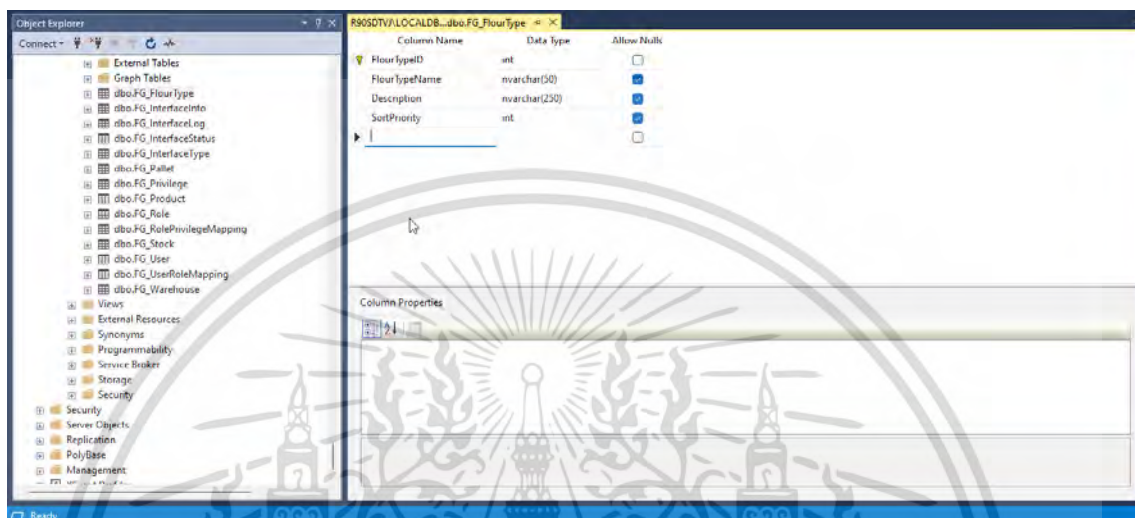 Object Explorer
Connect
External Tables
Graph Tables
dbo.FG_FlourType
dbo.FG_InterfaceInfo
dbo.FG_InterfaceLog
dbo.FG_InterfaceStatus
dbo.FG_InterfaceType
dbo.FG_Pallet
dbo.FG_Privilege
dbo.FG_Product
dbo.FG_Role
dbo.FG_RolePrivilegeMapping
dbo.FG_Stock
dbo.FG_User
dbo.FG_UserRoleMapping
dbo.FG_Warehouse
Views
External Resources
Synonyms
Programmability
Service Broker
Storage
Security
Security
Server Objects
Replication
PolyBase
Management
Ready
dbo.FG_FlourType
Column Name Data Type Allow Nulls
FlourTypeID int
FlourTypeName nvarchar(50)
Description nvarchar(250)
SortPriority int
Column Properties